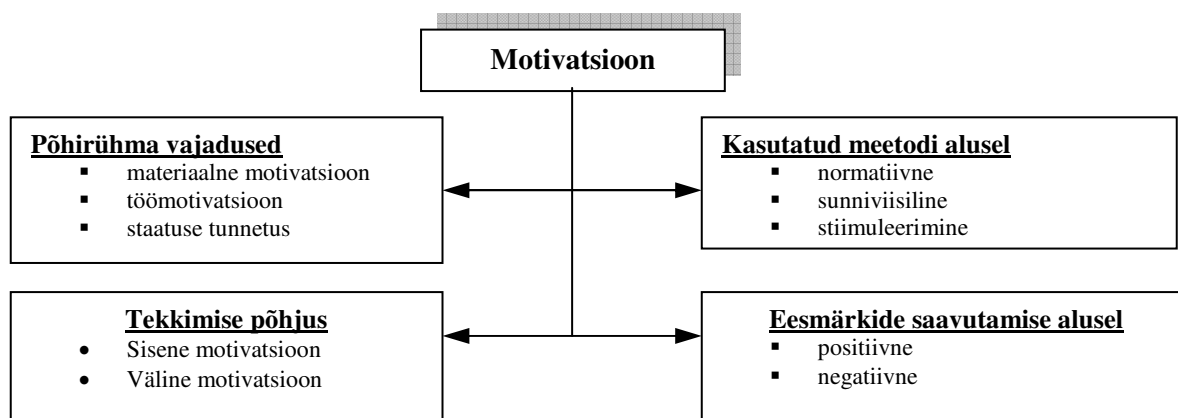 Motivatsioon
Põhirühma vajadused
▪ materiaalne motivatsioon
▪ töömotivatsioon
▪ staatuse tunnetus
Kasutatud meetodi alusel
▪ normatiivne
▪ sunniviisiline
▪ stiimuleerimine
Tekkimise põhjus
• Sisene motivatsioon
• Väline motivatsioon
Eesmärkide saavutamise alusel
▪ positiivne
▪ negatiivne